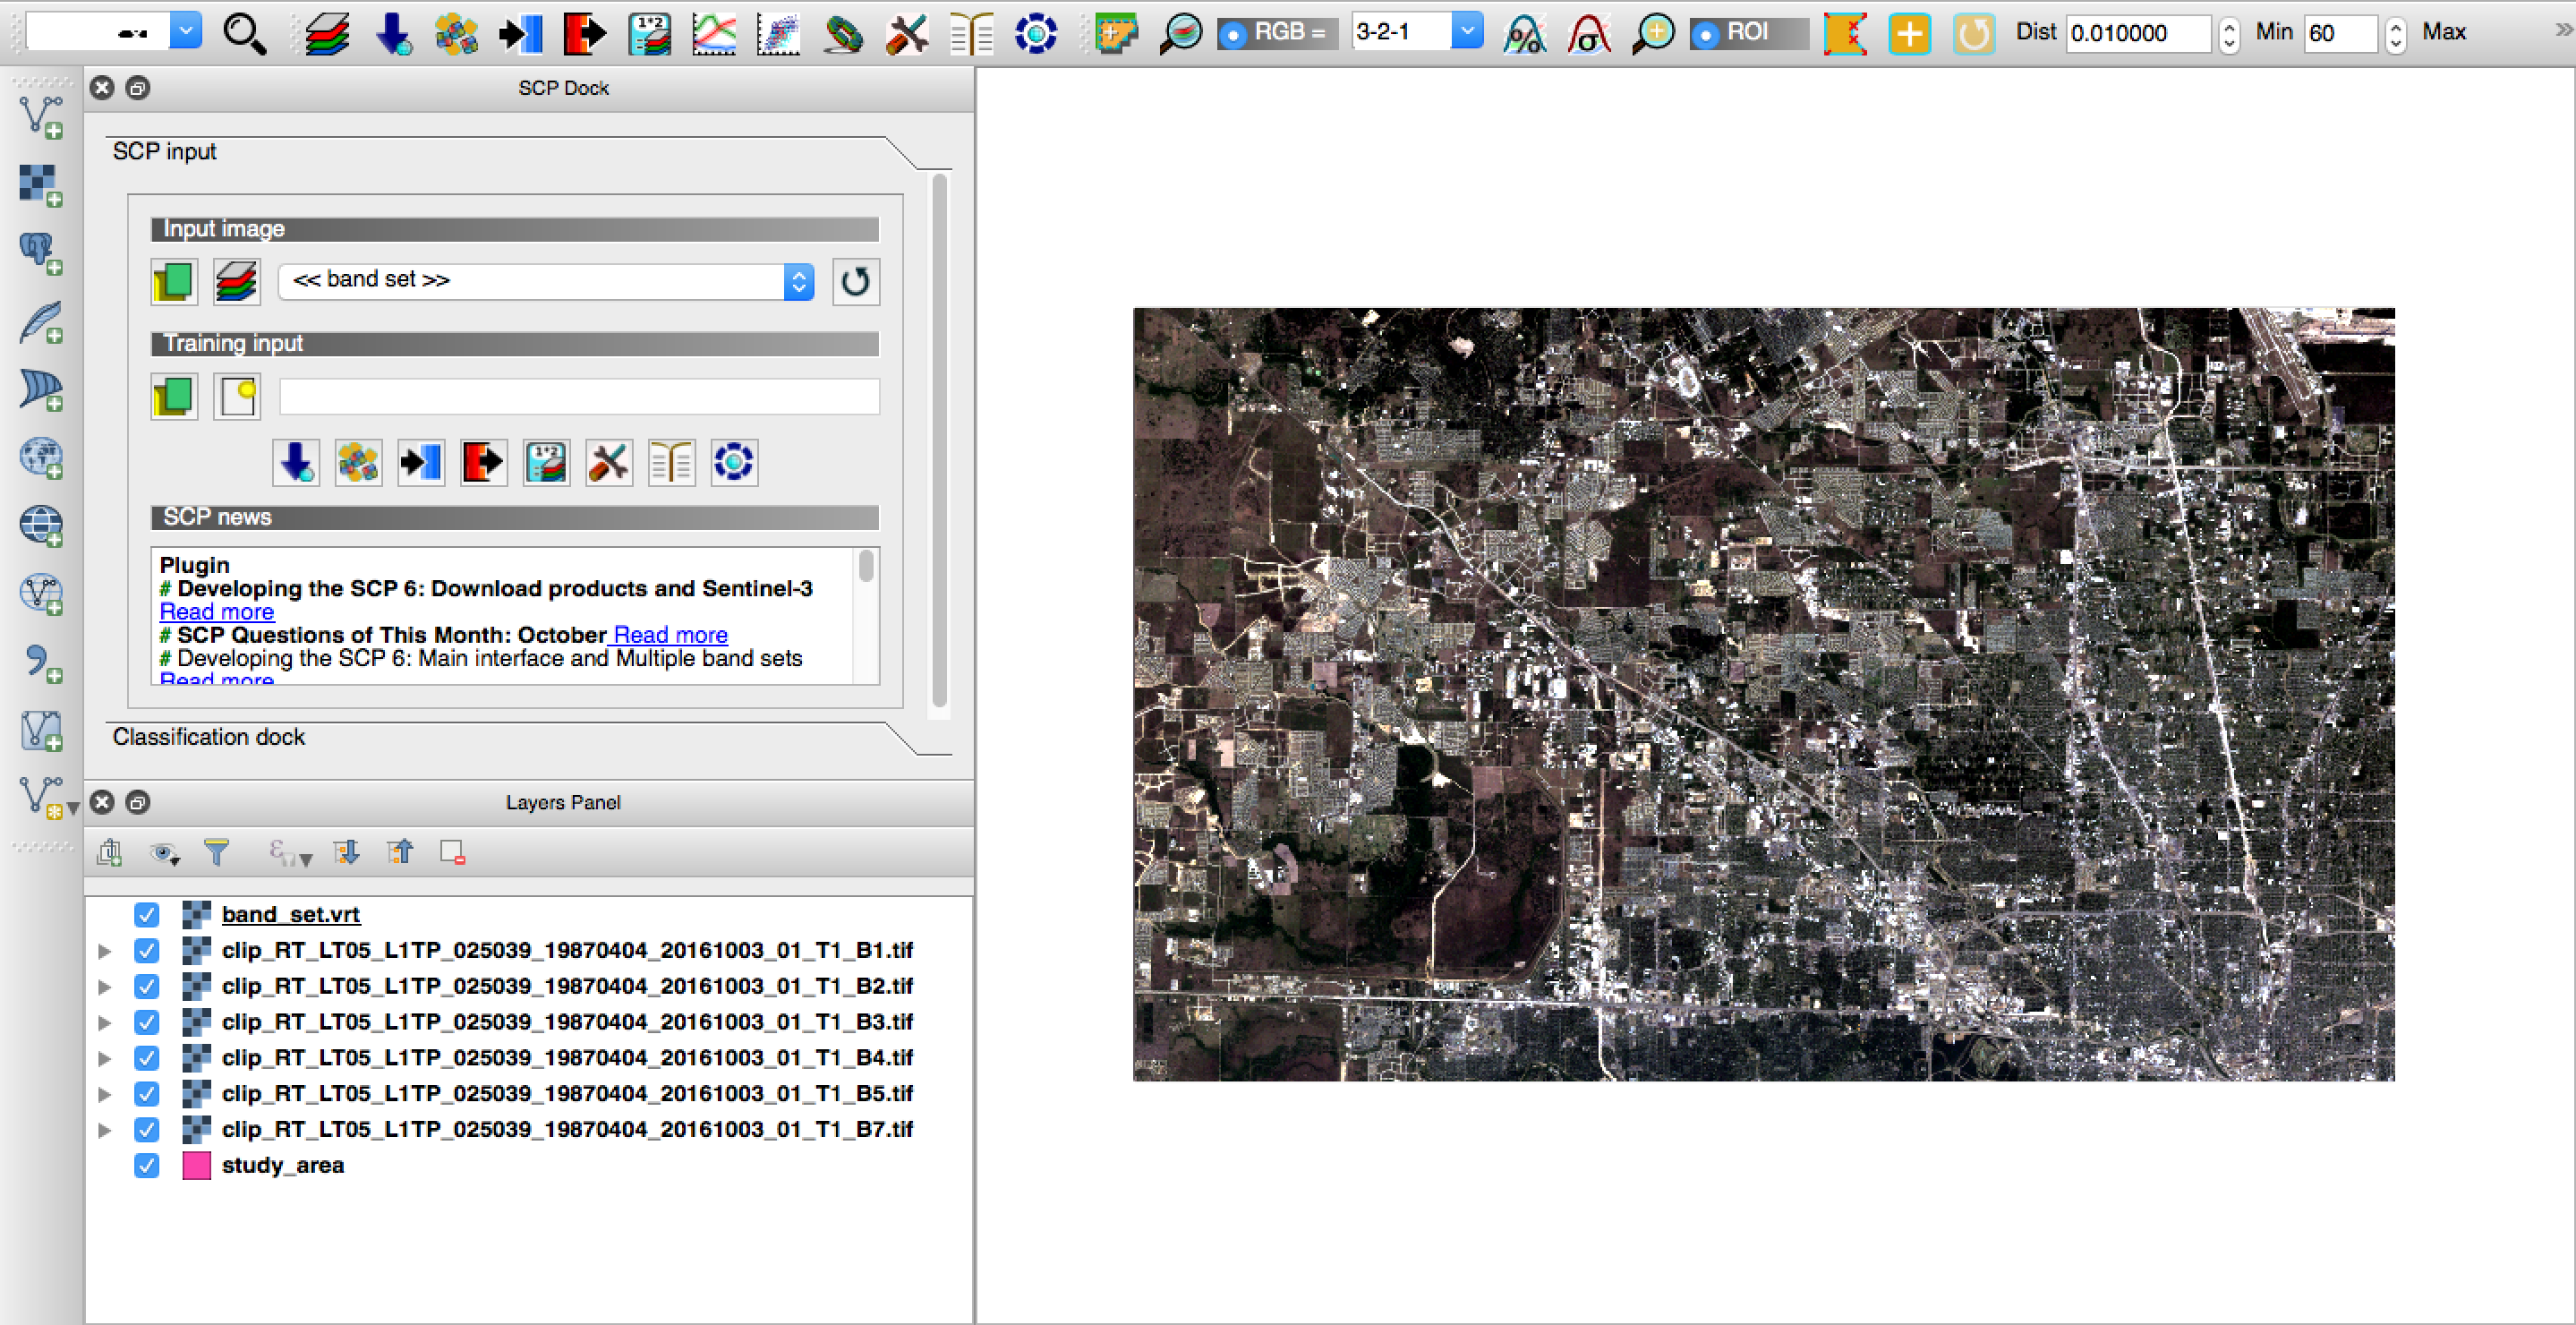 RGB = 3-2-1 ROI Dist 0.010000 Min 60 Max
SCP Dock
SCP input
Input image
<< band set >>
Training input
SCP news
Plugin
# Developing the SCP 6: Download products and Sentinel-3
Read more
# SCP Questions of This Month: October Read more
# Developing the SCP 6: Main interface and Multiple band sets
Read more
Classification dock
Layers Panel
band_set.vrt
clip_RT_LT05_L1TP_025039_19870404_20161003_01_T1_B1.tif
clip_RT_LT05_L1TP_025039_19870404_20161003_01_T1_B2.tif
clip_RT_LT05_L1TP_025039_19870404_20161003_01_T1_B3.tif
clip_RT_LT05_L1TP_025039_19870404_20161003_01_T1_B4.tif
clip_RT_LT05_L1TP_025039_19870404_20161003_01_T1_B5.tif
clip_RT_LT05_L1TP_025039_19870404_20161003_01_T1_B7.tif
study_area